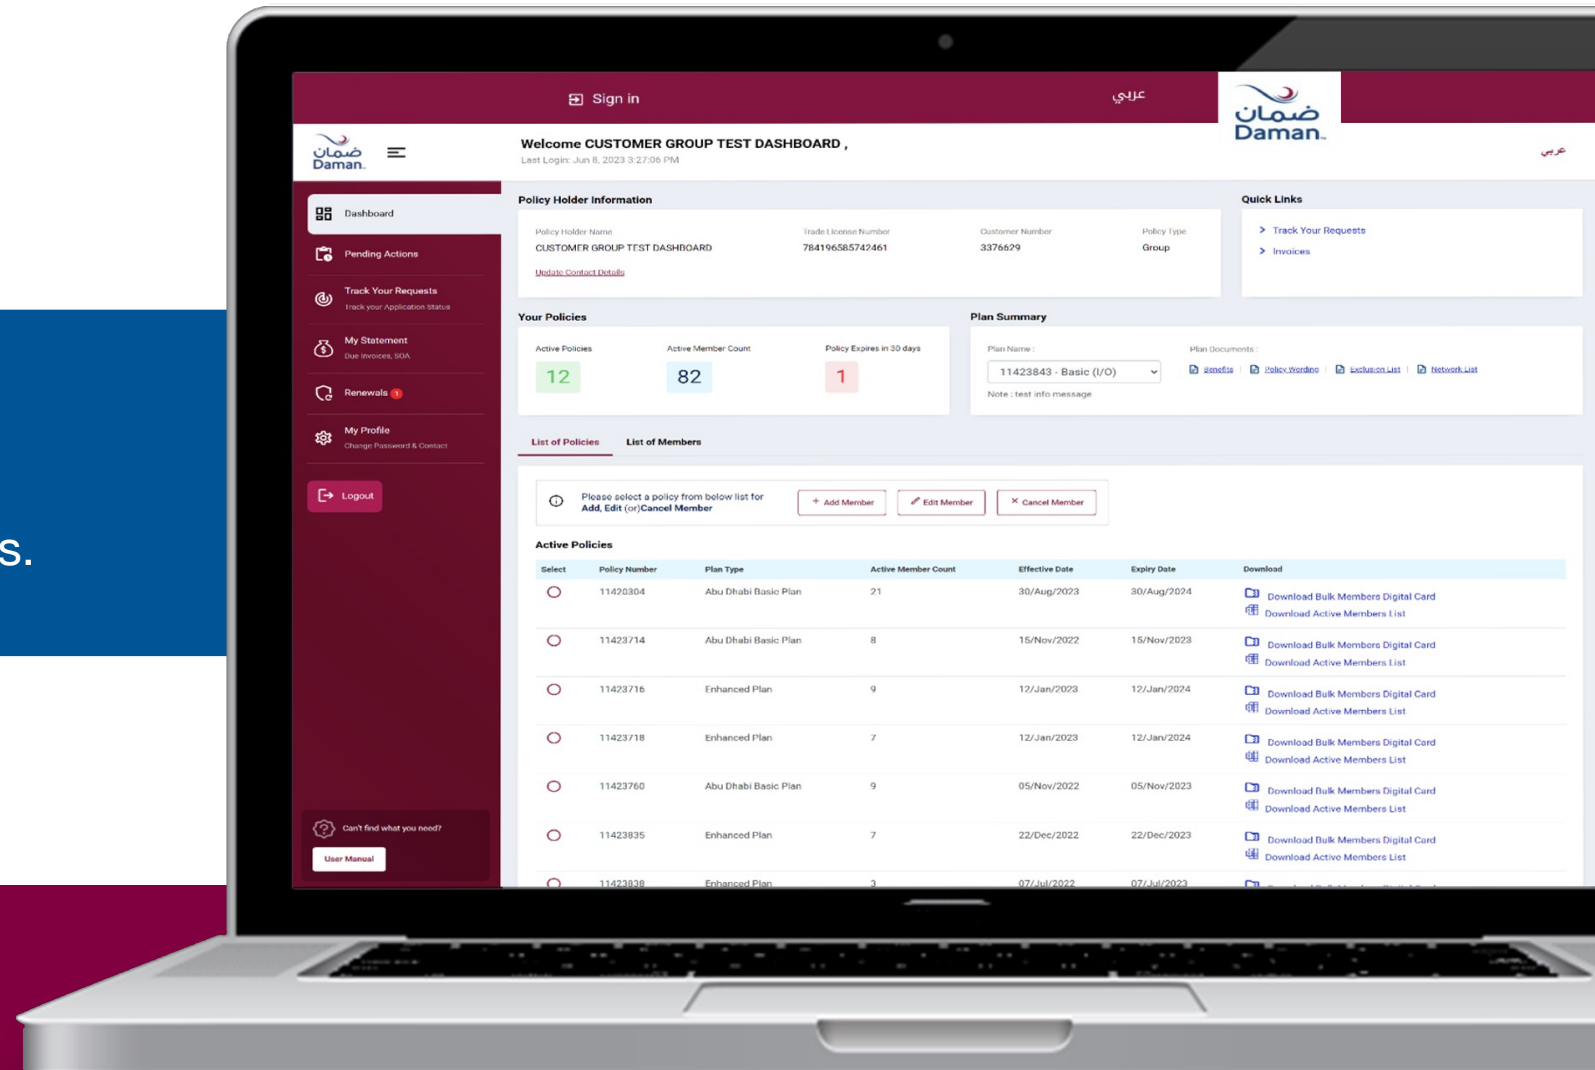 s.
Sign in
عربي
ضمان
Daman
ضمان
Daman
Welcome CUSTOMER GROUP TEST DASHBOARD ,
Last Login: Jun 8, 2023 3:27:06 PM
عربي
Dashboard
Pending Actions
Track Your Requests
Track your Application Status
My Statement
Due Invoices, SOA
Renewals 1
My Profile
Change Password & Contact
Logout
Can't find what you need?
User Manual
Policy Holder Information
Policy Holder Name Trade License Number Customer Number Policy Type
CUSTOMER GROUP TEST DASHBOARD 784196585742461 3376629 Group
Update Contact Details
Quick Links
> Track Your Requests
> Invoices
Your Policies
Active Policies Active Member Count Policy Expires in 30 days
12 82 1
Plan Summary
Plan Name : Plan Documents :
11423843 - Basic (I/O) Benefits | Policy Wording | Exclusion List | Network List
Note : test info message
List of Policies List of Members
Please select a policy from below list for
Add, Edit (or)Cancel Member
+ Add Member Edit Member × Cancel Member
Active Policies
Select Policy Number Plan Type Active Member Count Effective Date Expiry Date Download
11420304 Abu Dhabi Basic Plan 21 30/Aug/2023 30/Aug/2024 Download Bulk Members Digital Card
Download Active Members List
11423714 Abu Dhabi Basic Plan 8 15/Nov/2022 15/Nov/2023 Download Bulk Members Digital Card
Download Active Members List
11423716 Enhanced Plan 9 12/Jan/2023 12/Jan/2024 Download Bulk Members Digital Card
Download Active Members List
11423718 Enhanced Plan 7 12/Jan/2023 12/Jan/2024 Download Bulk Members Digital Card
Download Active Members List
11423760 Abu Dhabi Basic Plan 9 05/Nov/2022 05/Nov/2023 Download Bulk Members Digital Card
Download Active Members List
11423835 Enhanced Plan 7 22/Dec/2022 22/Dec/2023 Download Bulk Members Digital Card
Download Active Members List
11423838 Enhanced Plan 3 07/Jul/2022 07/Jul/2023